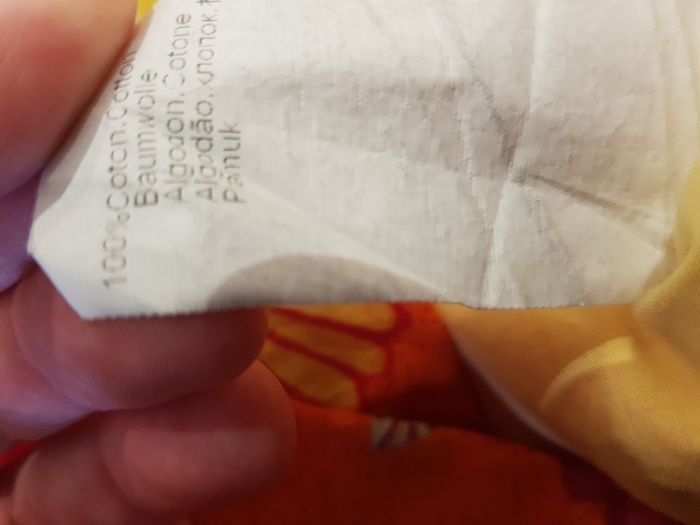 100%Coton.Cotton
Baumwolle
Algodon.Cotone
Algodão.хлопок.
Pamuk